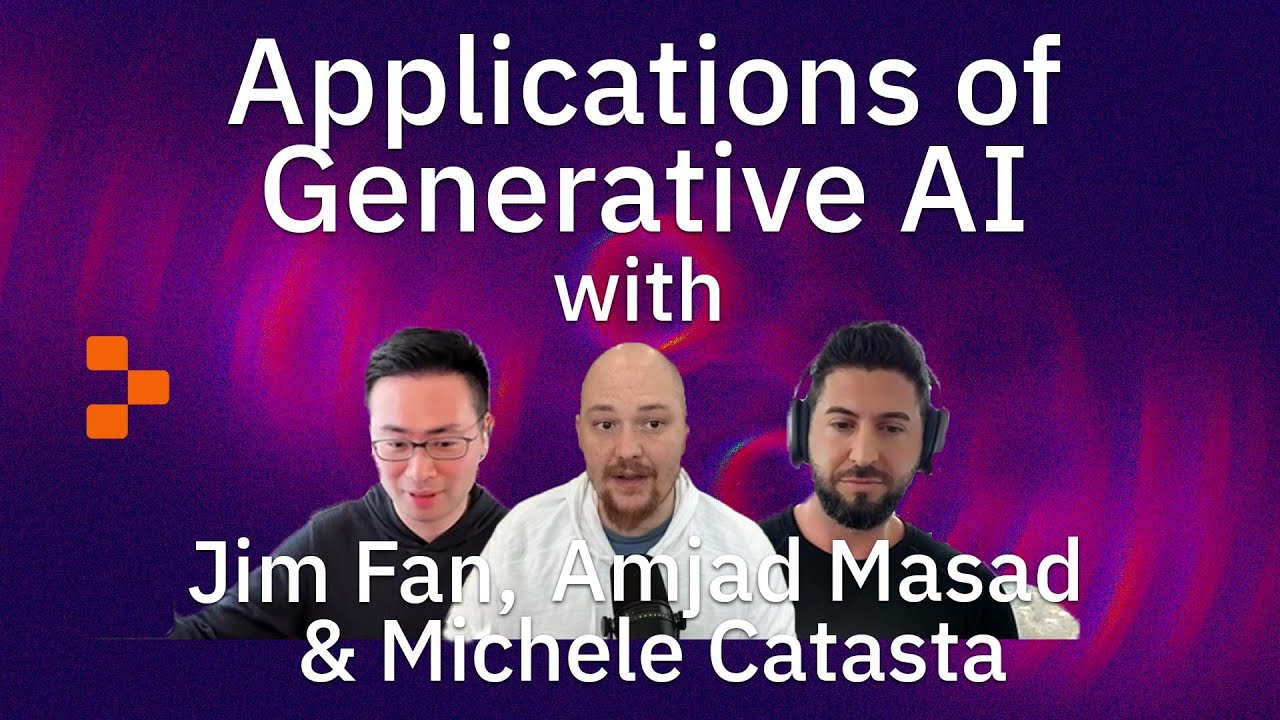 Applications of
Generative AI
with
Jim Fan, Amjad Masad
& Michele Catasta